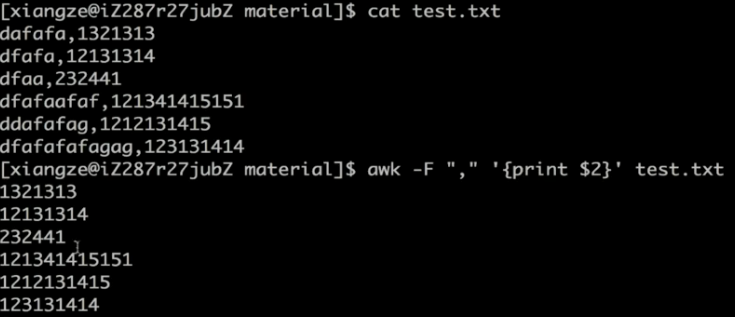 [xiangze@iZ287r27jubZ material]$ cat test.txt
dafafa,1321313
dfafa,12131314
dfaa,232441
dfafaafaf,121341415151
ddafafag,1212131415
dfafafafagag,123131414
[xiangze@iZ287r27jubZ material]$ awk -F "," '{print $2}' test.txt
1321313
12131314
232441
121341415151
1212131415
123131414